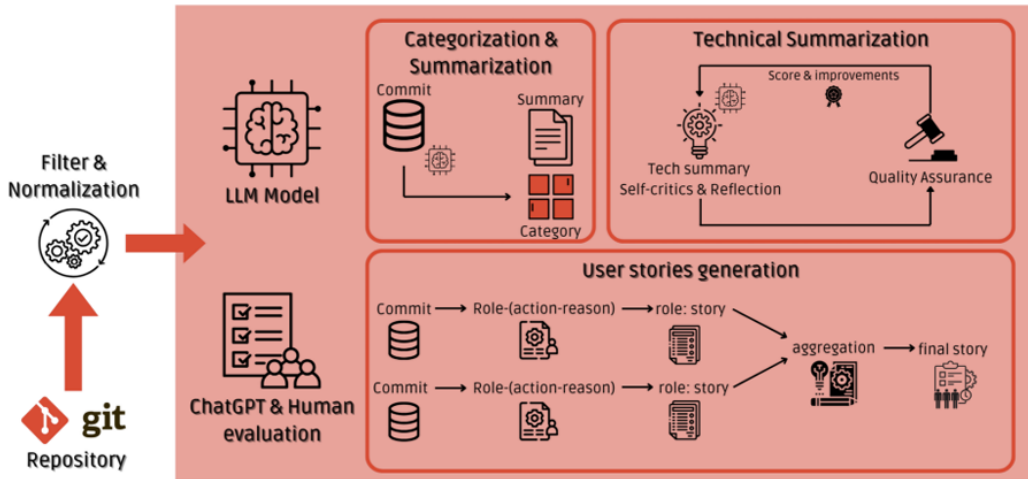 Filter &
Normalization
git
Repository
LLM Model
ChatGPT & Human
evaluation
Categorization &
Summarization
Commit
Summary
Category
Technical Summarization
Score & improvements
Tech summary
Self-critics & Reflection
Quality Assurance
User stories generation
Commit
Role-(action-reason)
role: story
Commit
Role-(action-reason)
role: story
aggregation
final story